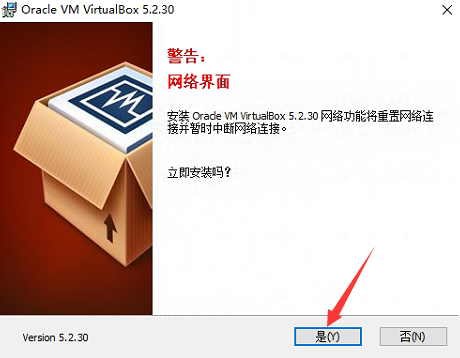 Oracle VM VirtualBox 5.2.30
警告：
网络界面
安装 Oracle VM VirtualBox 5.2.30 网络功能将重置网络连
接并暂时中断网络连接。
立即安装吗？
Version 5.2.30
是(Y)
否(N)